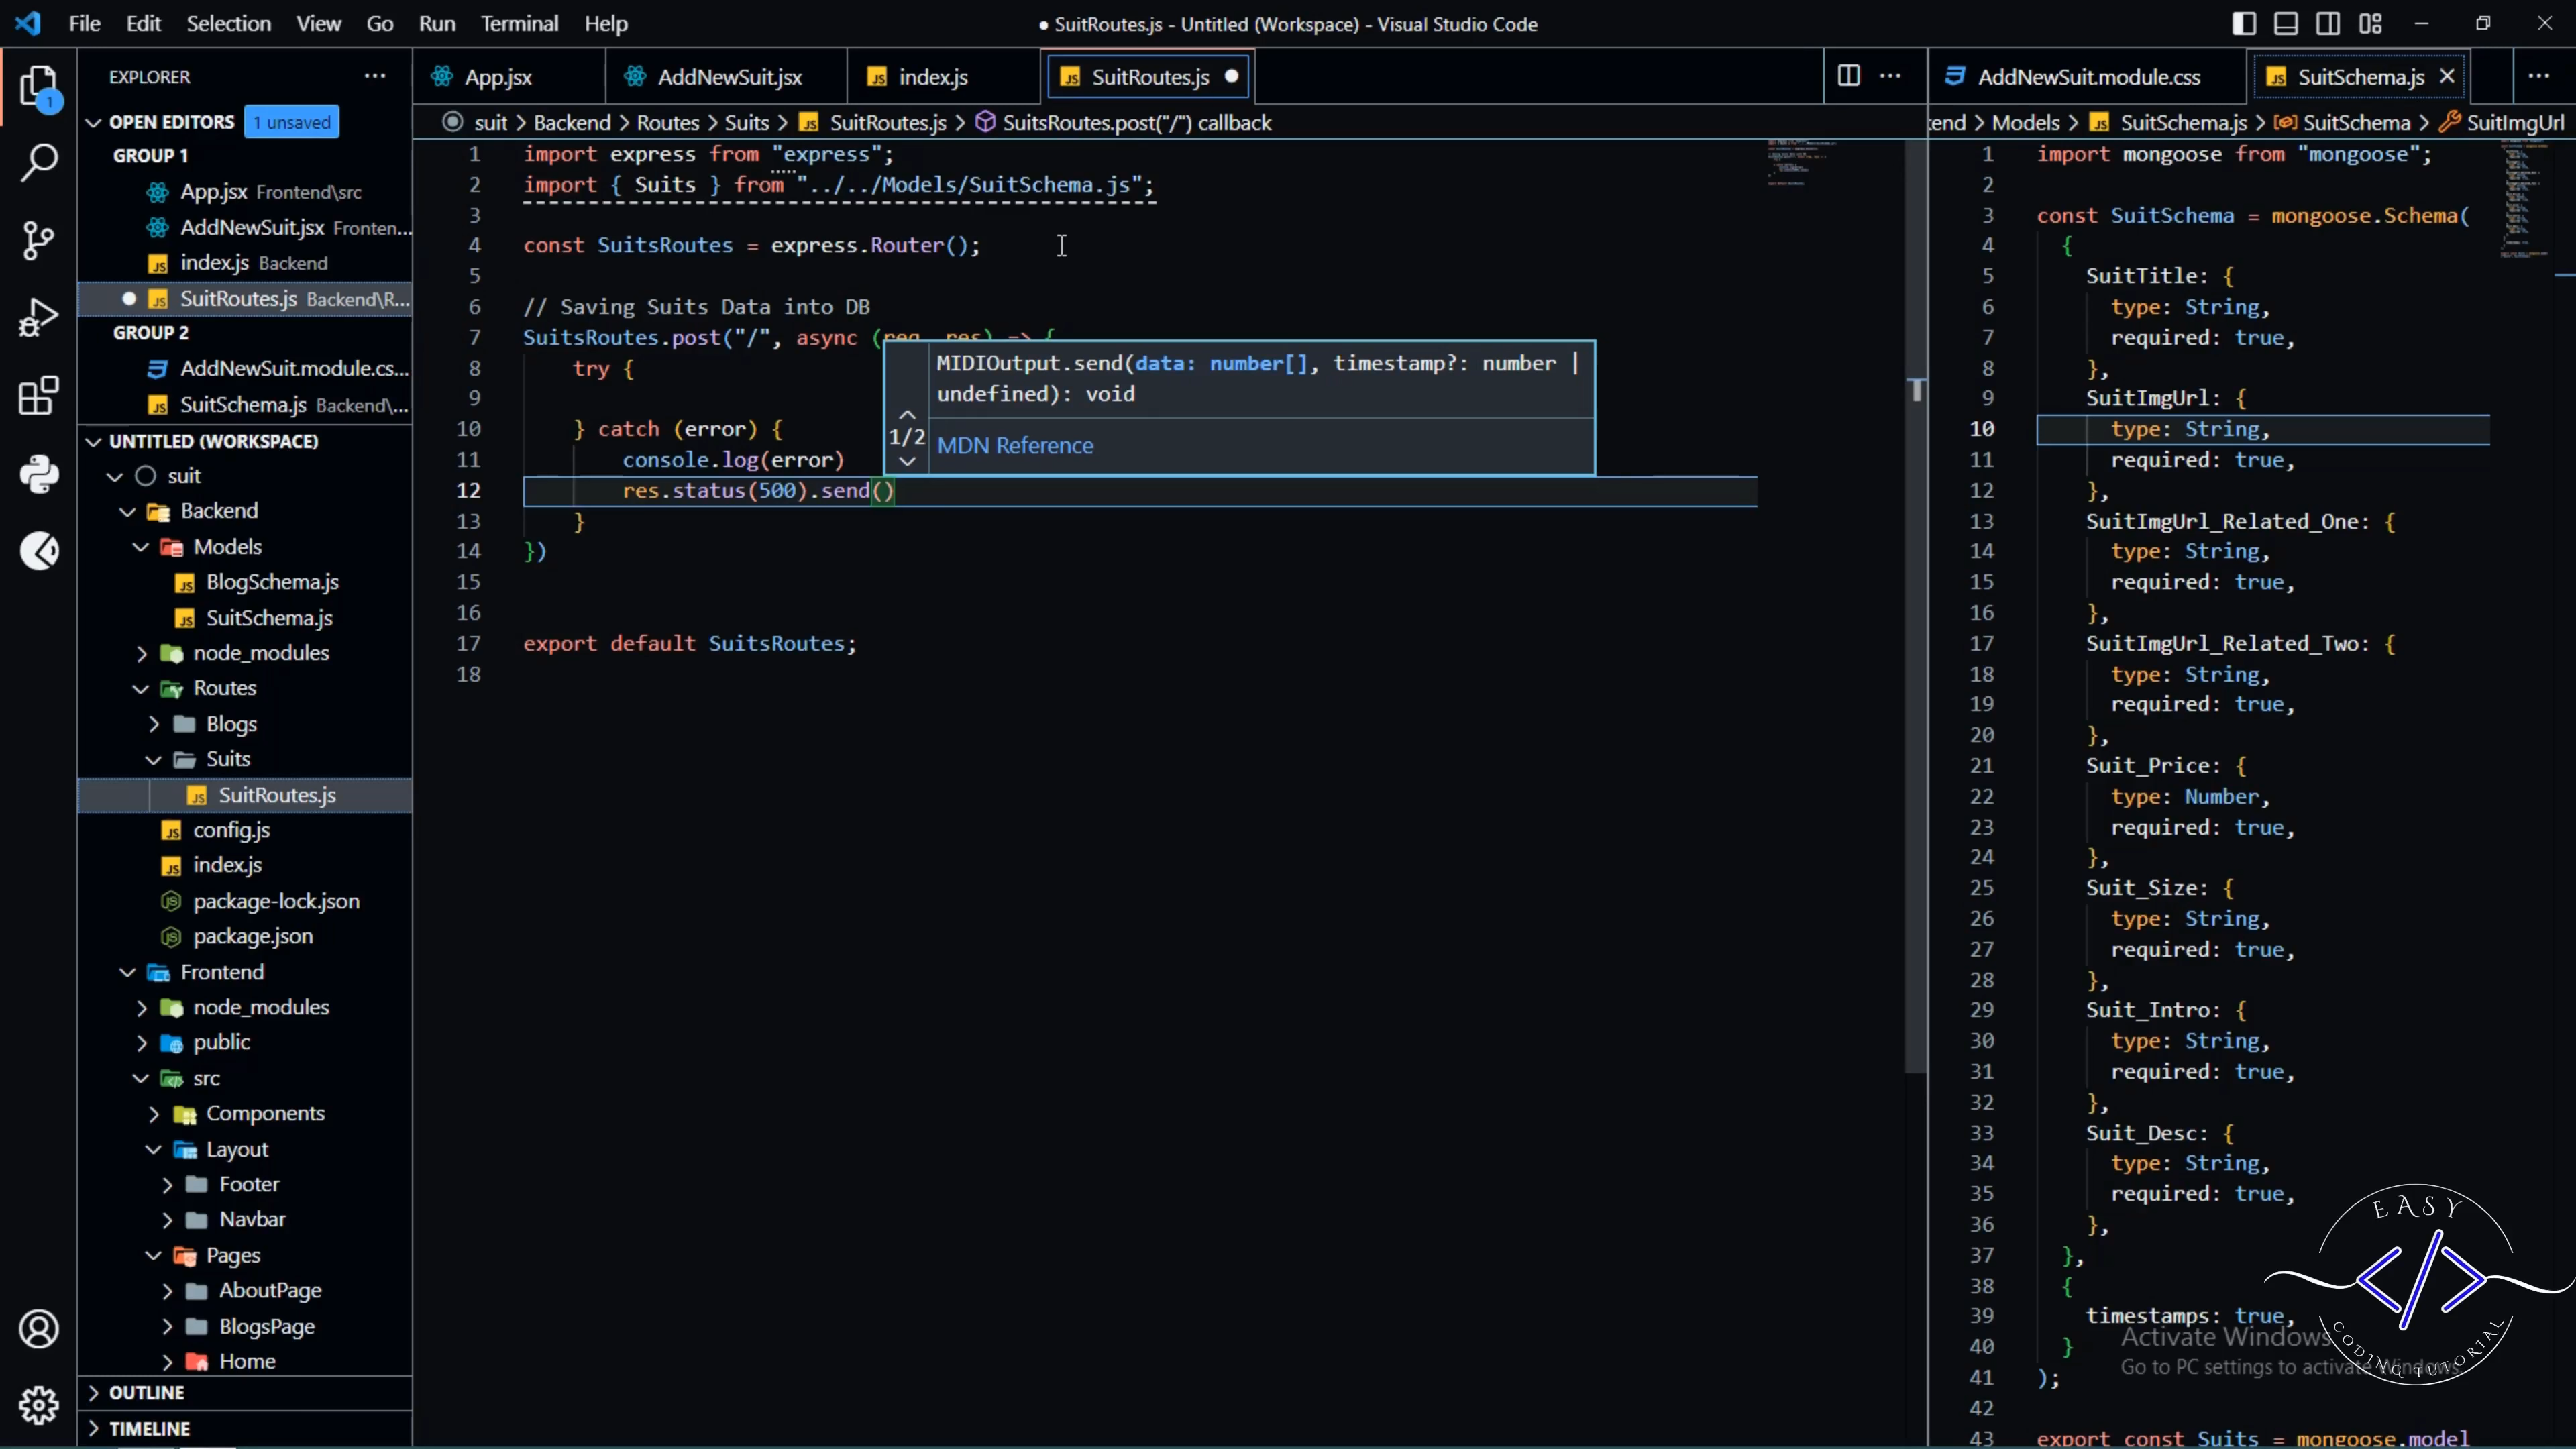 File Edit Selection View Go Run Terminal Help
● SuitRoutes.js - Untitled (Workspace) - Visual Studio Code
EXPLORER
1
OPEN EDITORS 1 unsaved
GROUP 1
App.jsx Frontend\src
AddNewSuit.jsx Fronten...
index.js Backend
SuitRoutes.js Backend\R...
GROUP 2
AddNewSuit.module.cs...
SuitSchema.js Backend\...
UNTITLED (WORKSPACE)
suit
Backend
Models
BlogSchema.js
SuitSchema.js
node_modules
Routes
Blogs
Suits
SuitRoutes.js
config.js
index.js
package-lock.json
package.json
Frontend
node_modules
public
src
Components
Layout
Footer
Navbar
Pages
AboutPage
BlogsPage
Home
OUTLINE
TIMELINE
App.jsx AddNewSuit.jsx index.js SuitRoutes.js
suit > Backend > Routes > Suits > SuitRoutes.js > SuitsRoutes.post("/") callback
1 import express from "express";
2 import { Suits } from "../../Models/SuitSchema.js";
3
4 const SuitsRoutes = express.Router();
5
6 // Saving Suits Data into DB
7 SuitsRoutes.post("/", async (req, res) => {
8 try {
9
10 } catch (error) {
11 console.log(error)
12 res.status(500).send()
13 }
14 })
15
16
17 export default SuitsRoutes;
18
MIDIOutput.send(data: number[], timestamp?: number |
undefined): void
1/2
MDN Reference
AddNewSuit.module.css SuitSchema.js
end > Models > SuitSchema.js > SuitSchema > SuitImgUrl
1 import mongoose from "mongoose";
2
3 const SuitSchema = mongoose.Schema(
4 {
5 SuitTitle: {
6 type: String,
7 required: true,
8 },
9 SuitImgUrl: {
10 type: String,
11 required: true,
12 },
13 SuitImgUrl_Related_One: {
14 type: String,
15 required: true,
16 },
17 SuitImgUrl_Related_Two: {
18 type: String,
19 required: true,
20 },
21 Suit_Price: {
22 type: Number,
23 required: true,
24 },
25 Suit_Size: {
26 type: String,
27 required: true,
28 },
29 Suit_Intro: {
30 type: String,
31 required: true,
32 },
33 Suit_Desc: {
34 type: String,
35 required: true,
36 },
37 },
38 {
39 timestamps: true,
40 }
41 );
42
43 export const Suits = mongoose.model
Activate Windows
Go to PC settings to activate Windows.
EASY
</>
CODING TUTORIAL